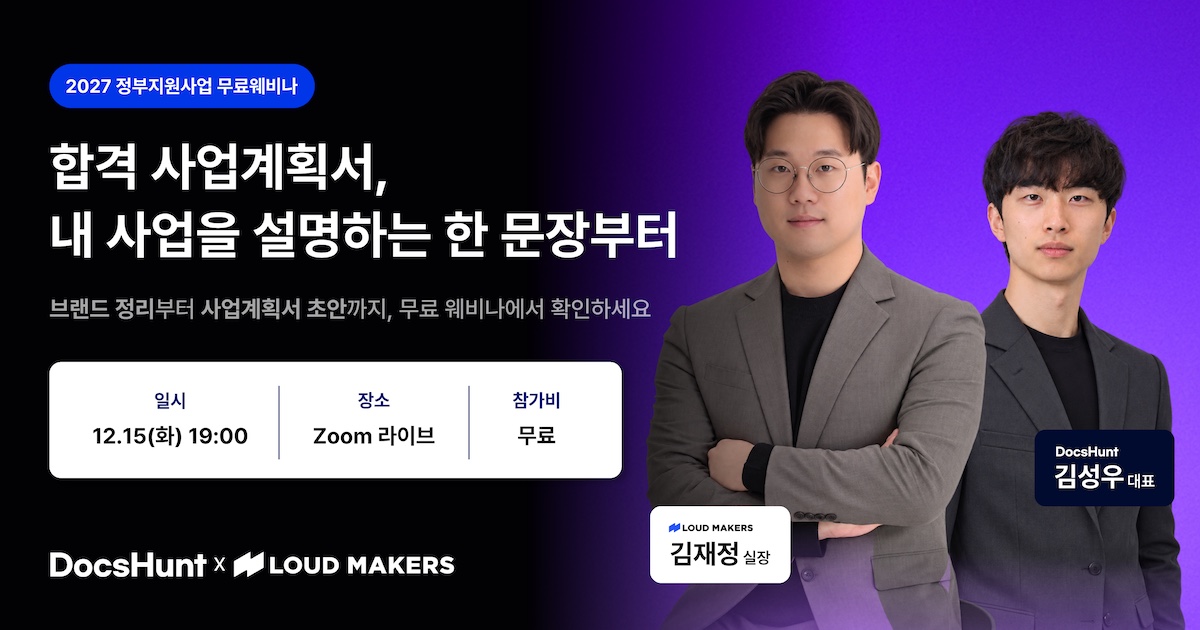 2027 정부지원사업 무료웨비나
합격 사업계획서,
내 사업을 설명하는 한 문장부터
브랜드 정리부터 사업계획서 초안까지, 무료 웨비나에서 확인하세요
일시
12.15(화) 19:00
장소
Zoom 라이브
참가비
무료
DocsHunt
김성우 대표
LOUD MAKERS
김재정 실장
DocsHunt x LOUD MAKERS